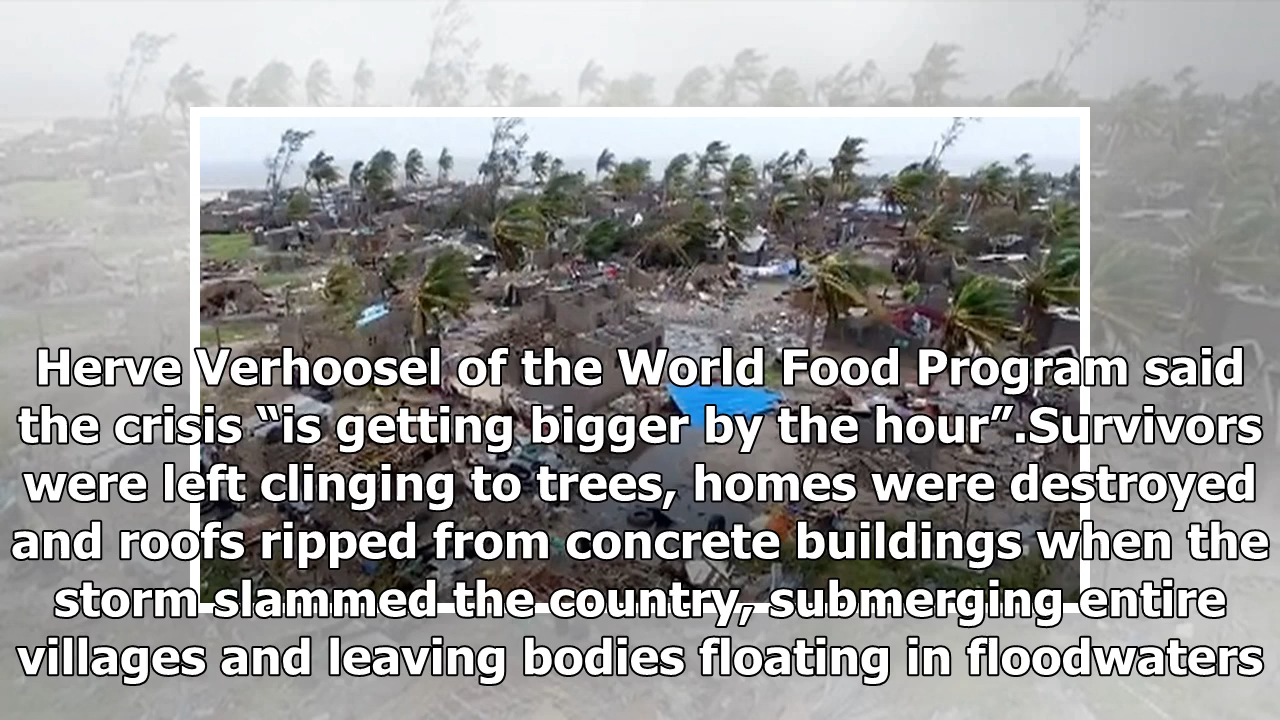 Herve Verhoosel of the World Food Program said
the crisis “is getting bigger by the hour”.Survivors
were left clinging to trees, homes were destroyed
and roofs ripped from concrete buildings when the
storm slammed the country, submerging entire
villages and leaving bodies floating in floodwaters